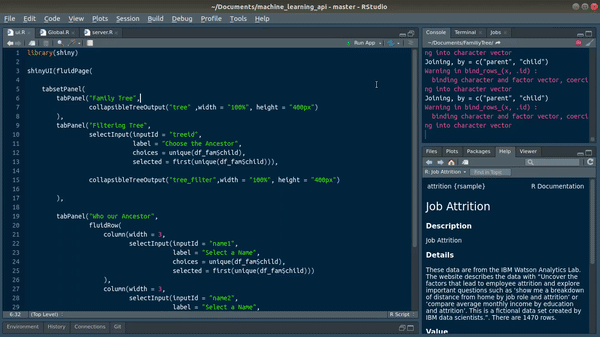 ~/Documents/machine_learning_api - master - RStudio
File Edit Code View Plots Session Build Debug Profile Tools Help
ui.R Global.R server.R
Run App
1 library(shiny)
2
3 shinyUI(fluidPage(
4
5 tabsetPanel(
6 tabPanel("Family Tree",
7 collapsibleTreeOutput("tree" ,width = "100%", height = "400px")
8 ),
9 tabPanel("Filtering Tree",
10 selectInput(inputId = "treeid",
11 label = "Choose the Ancestor",
12 choices = unique(df_fam$child),
13 selected = first(unique(df_fam$child))),
14
15 collapsibleTreeOutput("tree_filter",width = "100%", height = "400px")
16
17 ),
18
19 tabPanel("Who our Ancestor",
20 fluidRow(
21 column(width = 3,
22 selectInput(inputId = "name1",
23 label = "Select a Name",
24 choices = unique(df_fam$child),
25 selected = first(unique(df_fam$child)))
26 ),
27 column(width = 3,
28 selectInput(inputId = "name2",
29 label = "Select a Name",
6:32 (Top Level) R Script
Environment History Connections Git
Console Terminal Jobs
~/Documents/familyTree/
ng into character vector
Joining, by = c("parent", "child")
Warning in bind_rows_(x, .id) :
binding character and factor vector, coerci
ng into character vector
Joining, by = c("parent", "child")
Warning in bind_rows_(x, .id) :
binding character and factor vector, coerci
ng into character vector
Files Plots Packages Help Viewer
R: Job Attrition Find in Topic
attrition {rsample} R Documentation
Job Attrition
Description
Job Attrition
Details
These data are from the IBM Watson Analytics Lab.
The website describes the data with “Uncover the
factors that lead to employee attrition and explore
important questions such as ‘show me a breakdown
of distance from home by job role and attrition’ or
‘compare average monthly income by education
and attrition’. This is a fictional data set created by
IBM data scientists.”. There are 1470 rows.
Value